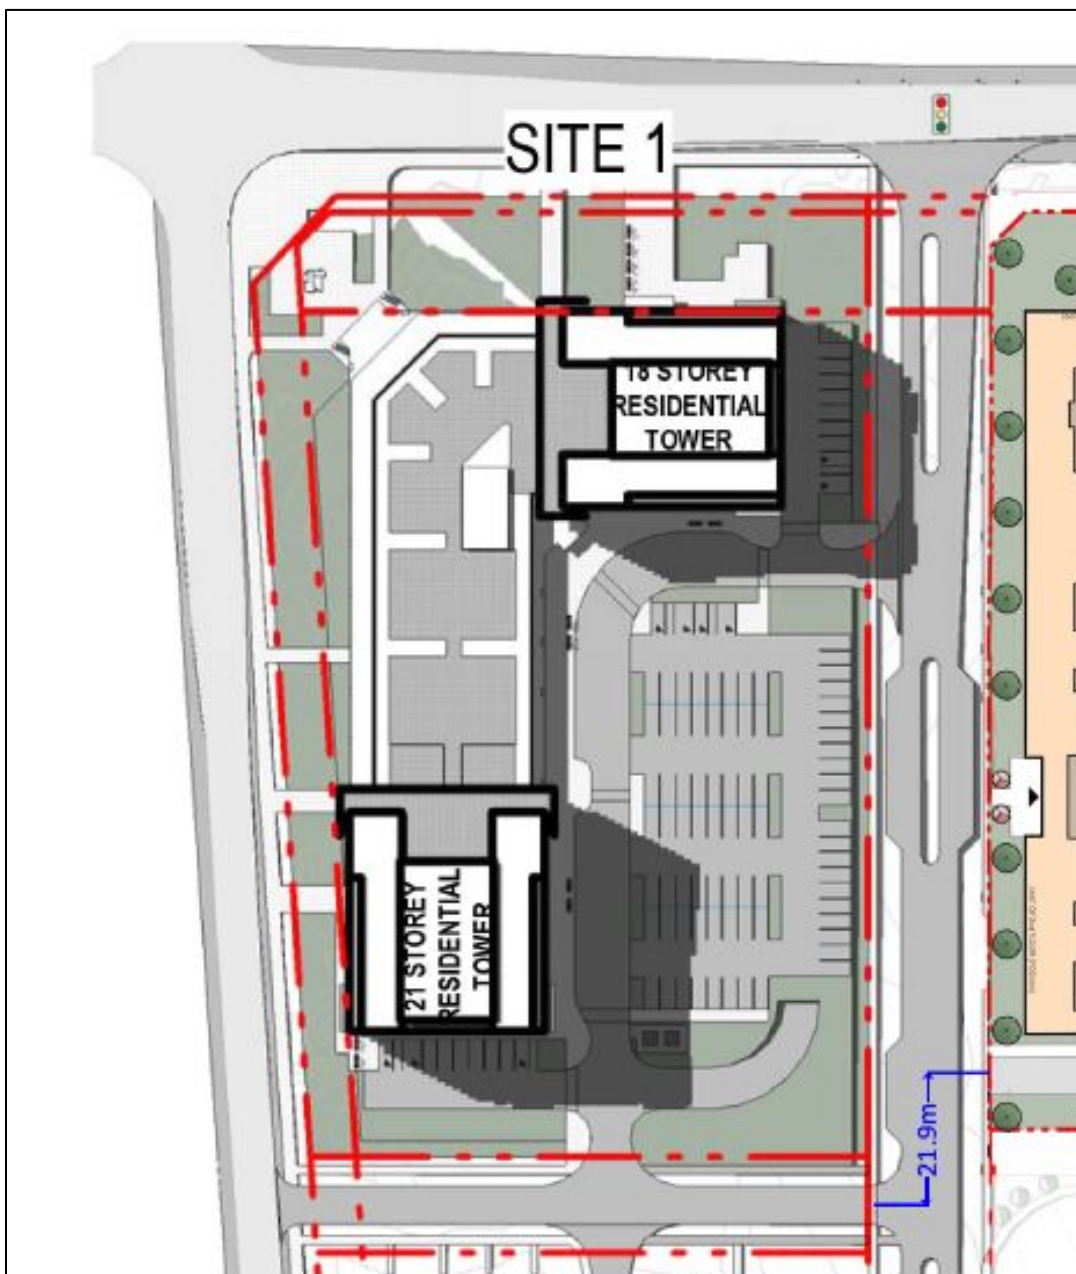 SITE 1
18 STOREY
RESIDENTIAL
TOWER
21 STOREY
RESIDENTIAL
TOWER
21.9m